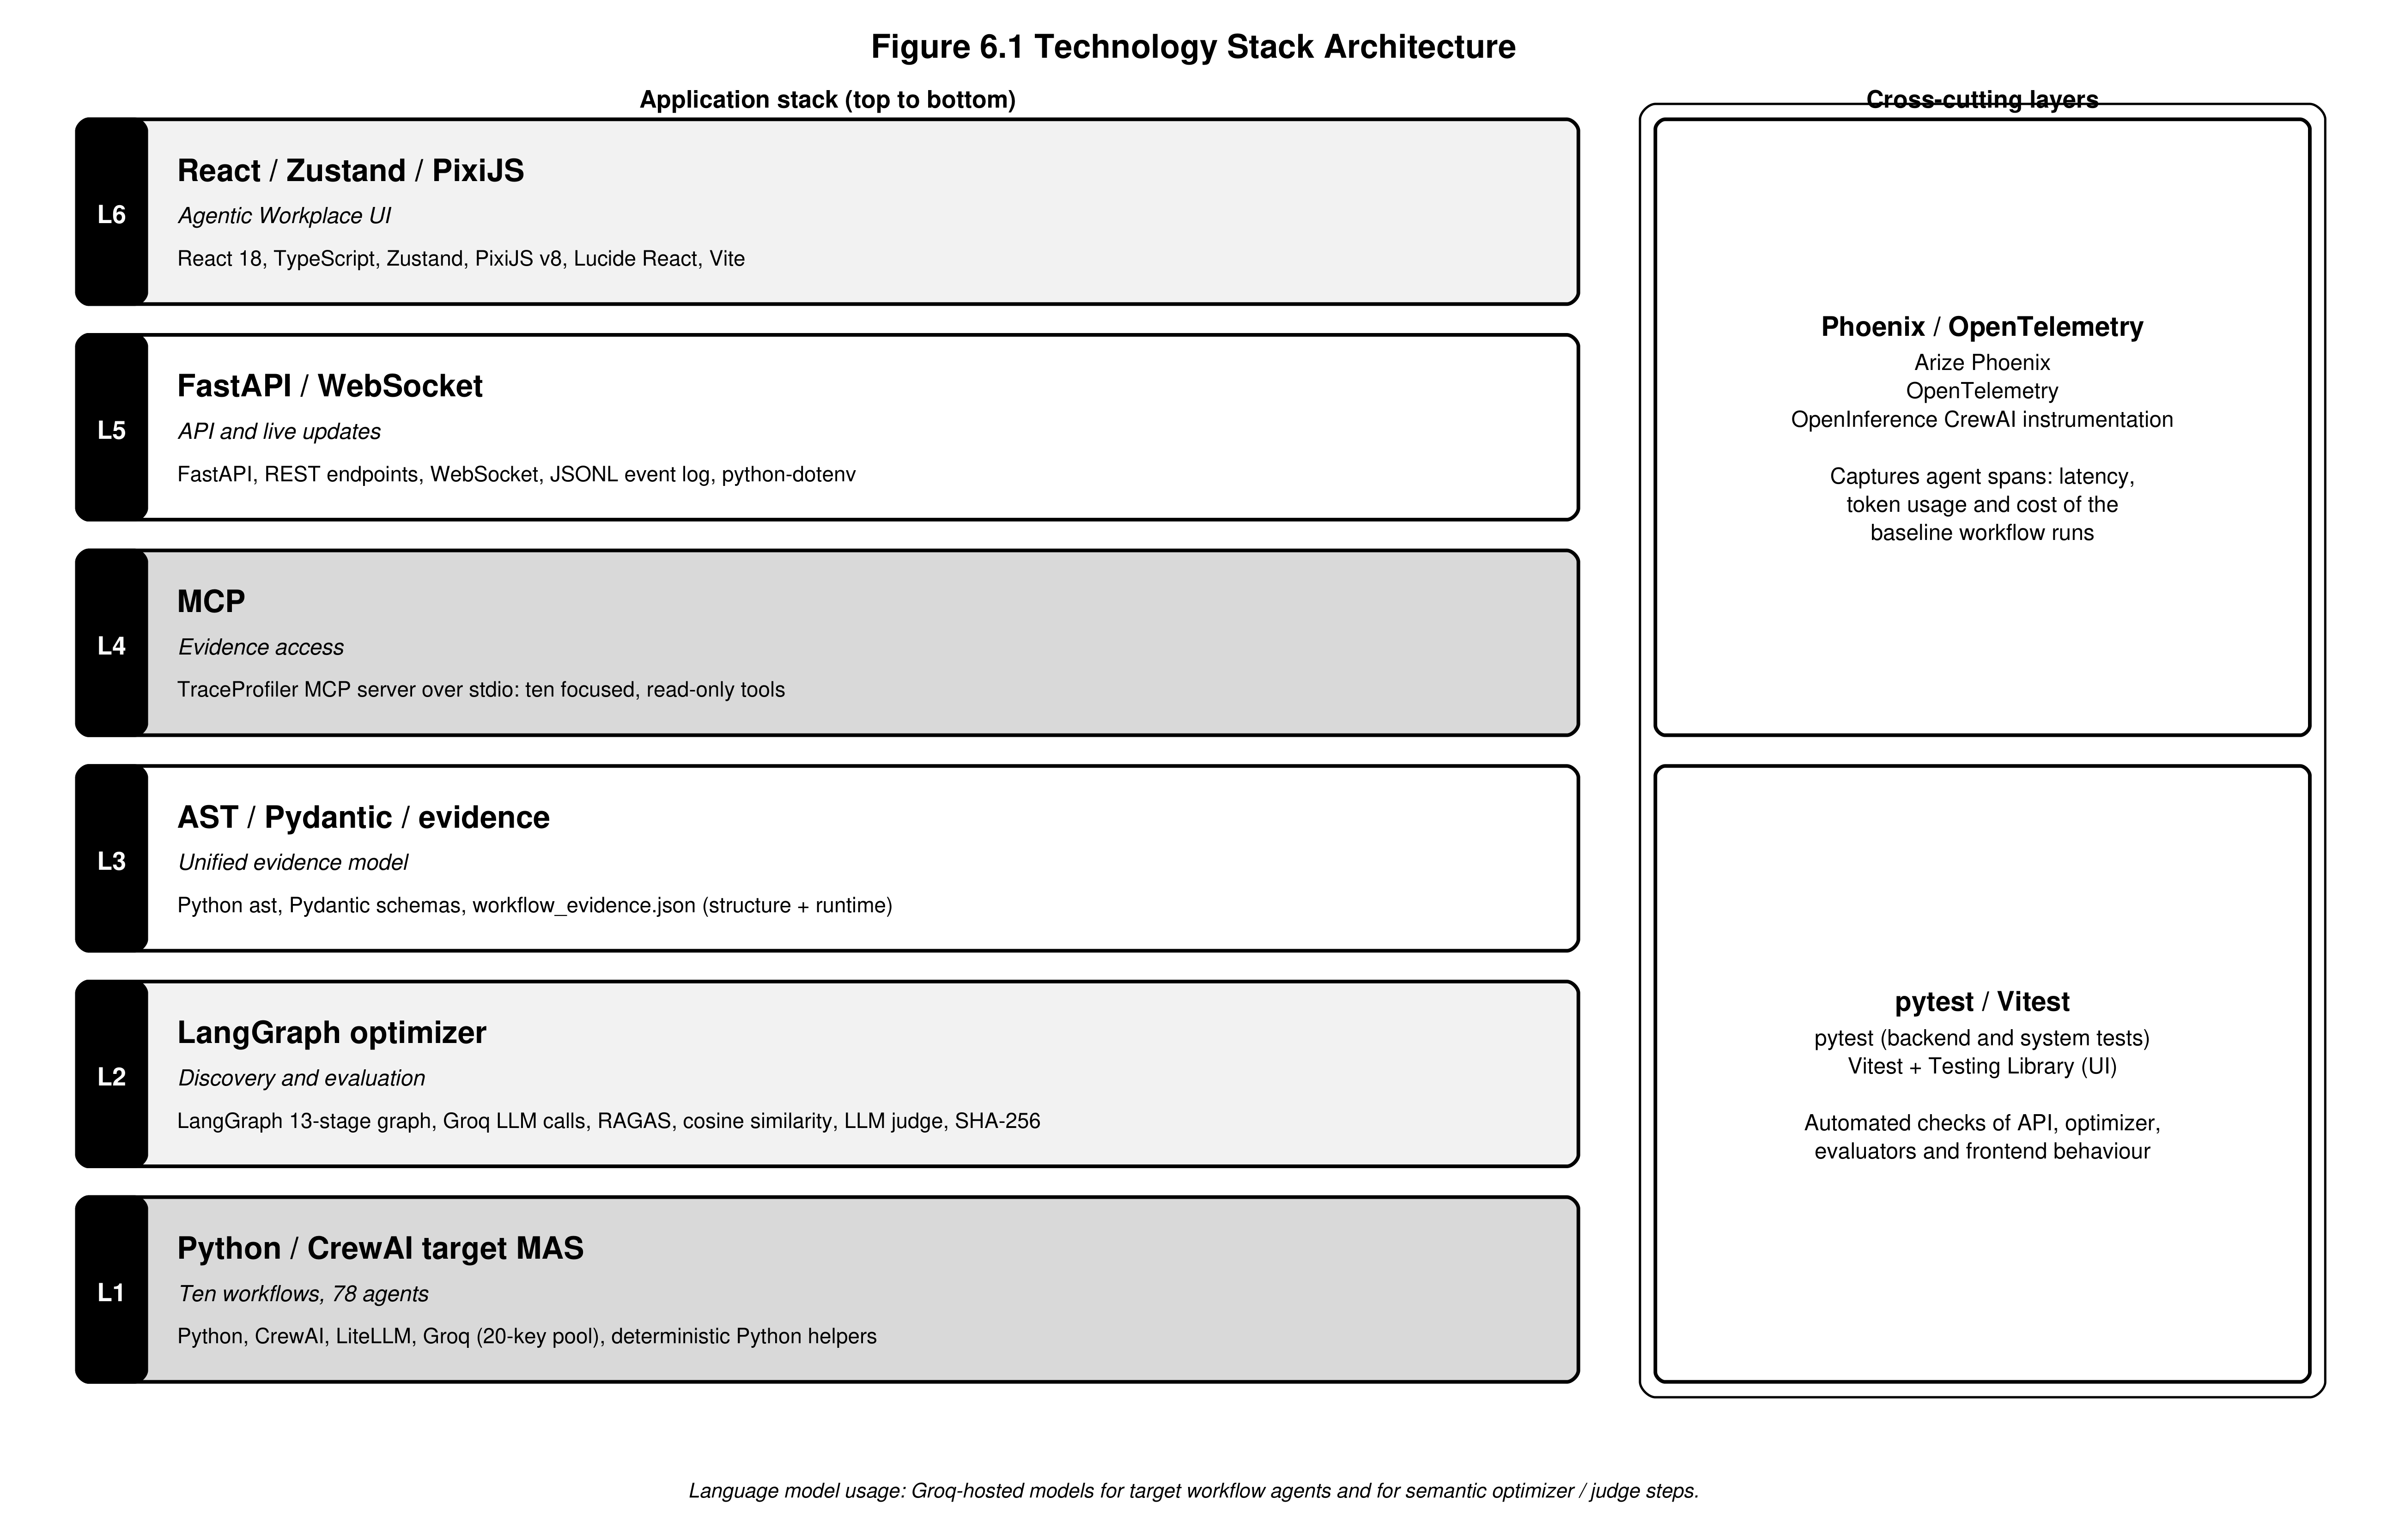 Figure 6.1 Technology Stack Architecture
Application stack (top to bottom)
L6
React / Zustand / PixiJS
Agentic Workplace UI
React 18, TypeScript, Zustand, PixiJS v8, Lucide React, Vite
L5
FastAPI / WebSocket
API and live updates
FastAPI, REST endpoints, WebSocket, JSONL event log, python-dotenv
L4
MCP
Evidence access
TraceProfiler MCP server over stdio: ten focused, read-only tools
L3
AST / Pydantic / evidence
Unified evidence model
Python ast, Pydantic schemas, workflow_evidence.json (structure + runtime)
L2
LangGraph optimizer
Discovery and evaluation
LangGraph 13-stage graph, Groq LLM calls, RAGAS, cosine similarity, LLM judge, SHA-256
L1
Python / CrewAI target MAS
Ten workflows, 78 agents
Python, CrewAI, LiteLLM, Groq (20-key pool), deterministic Python helpers
Cross-cutting layers
Phoenix / OpenTelemetry
Arize Phoenix
OpenTelemetry
OpenInference CrewAI instrumentation
Captures agent spans: latency,
token usage and cost of the
baseline workflow runs
pytest / Vitest
pytest (backend and system tests)
Vitest + Testing Library (UI)
Automated checks of API, optimizer,
evaluators and frontend behaviour
Language model usage: Groq-hosted models for target workflow agents and for semantic optimizer / judge steps.